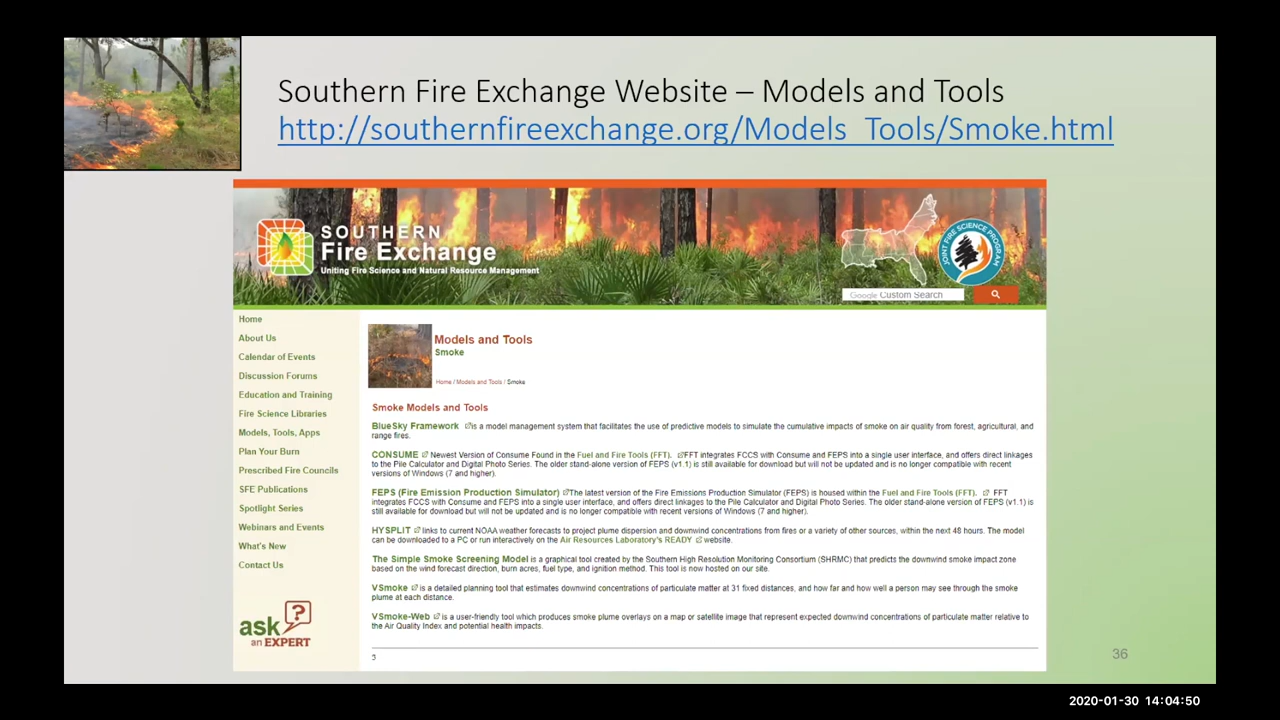 Southern Fire Exchange Website – Models and Tools
http://southernfireexchange.org/Models_Tools/Smoke.html
SOUTHERN
Fire Exchange
Uniting Fire Science and Natural Resource Management
JOINT FIRE SCIENCE PROGRAM
Google Custom Search
Home
About Us
Calendar of Events
Discussion Forums
Education and Training
Fire Science Libraries
Models, Tools, Apps
Plan Your Burn
Prescribed Fire Councils
SFE Publications
Spotlight Series
Webinars and Events
What's New
Contact Us
ask
an EXPERT
?
Models and Tools
Smoke
Home / Models and Tools / Smoke
Smoke Models and Tools
BlueSky Framework is a model management system that facilitates the use of predictive models to simulate the cumulative impacts of smoke on air quality from forest, agricultural, and
range fires.
CONSUME Newest Version of Consume Found in the Fuel and Fire Tools (FFT). FFT integrates FCCS with Consume and FEPS into a single user interface, and offers direct linkages
to the Pile Calculator and Digital Photo Series. The older stand-alone version of FEPS (v1.1) is still available for download but will not be updated and is no longer compatible with recent
versions of Windows (7 and higher).
FEPS (Fire Emission Production Simulator) The latest version of the Fire Emissions Production Simulator (FEPS) is housed within the Fuel and Fire Tools (FFT). FFT
integrates FCCS with Consume and FEPS into a single user interface, and offers direct linkages to the Pile Calculator and Digital Photo Series. The older stand-alone version of FEPS (v1.1) is
still available for download but will not be updated and is no longer compatible with recent versions of Windows (7 and higher).
HYSPLIT links to current NOAA weather forecasts to project plume dispersion and downwind concentrations from fires or a variety of other sources, within the next 48 hours. The model
can be downloaded to a PC or run interactively on the Air Resources Laboratory's READY website.
The Simple Smoke Screening Model is a graphical tool created by the Southern High Resolution Monitoring Consortium (SHRMC) that predicts the downwind smoke impact zone
based on the wind forecast direction, burn acres, fuel type, and ignition method. This tool is now hosted on our site.
VSmoke is a detailed planning tool that estimates downwind concentrations of particulate matter at 31 fixed distances, and how far and how well a person may see through the smoke
plume at each distance.
VSmoke-Web is a user-friendly tool which produces smoke plume overlays on a map or satellite image that represent expected downwind concentrations of particulate matter relative to
the Air Quality Index and potential health impacts.
36
2020-01-30 14:04:50